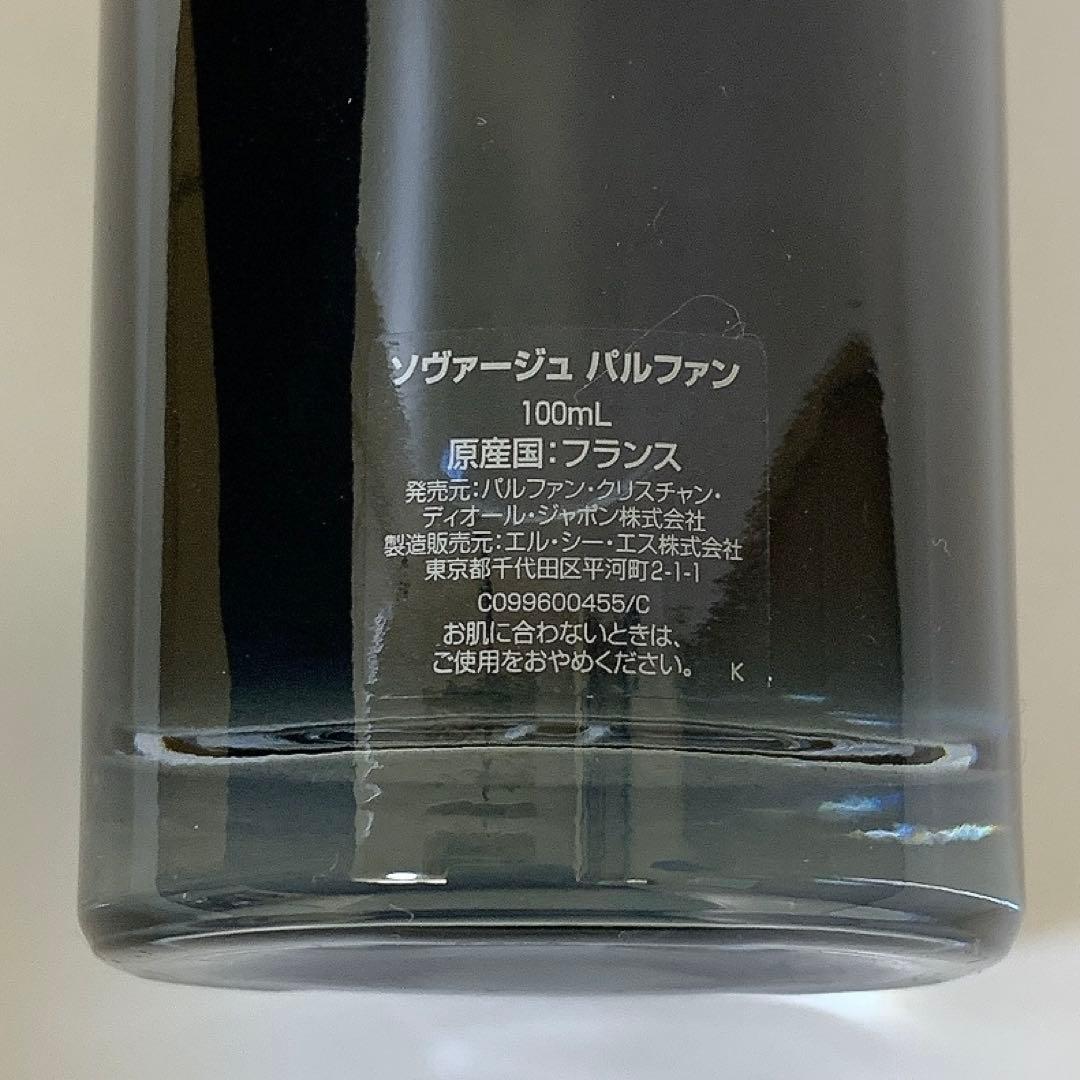 ソヴァージュ パルファン
100mL
原産国:フランス
発売元:パルファン・クリスチャン・
ディオール・ジャポン株式会社
製造販売元:エル・シー・エス株式会社
東京都千代田区平河町2-1-1
C099600455/C
お肌に合わないときは、
ご使用をおやめください。 K